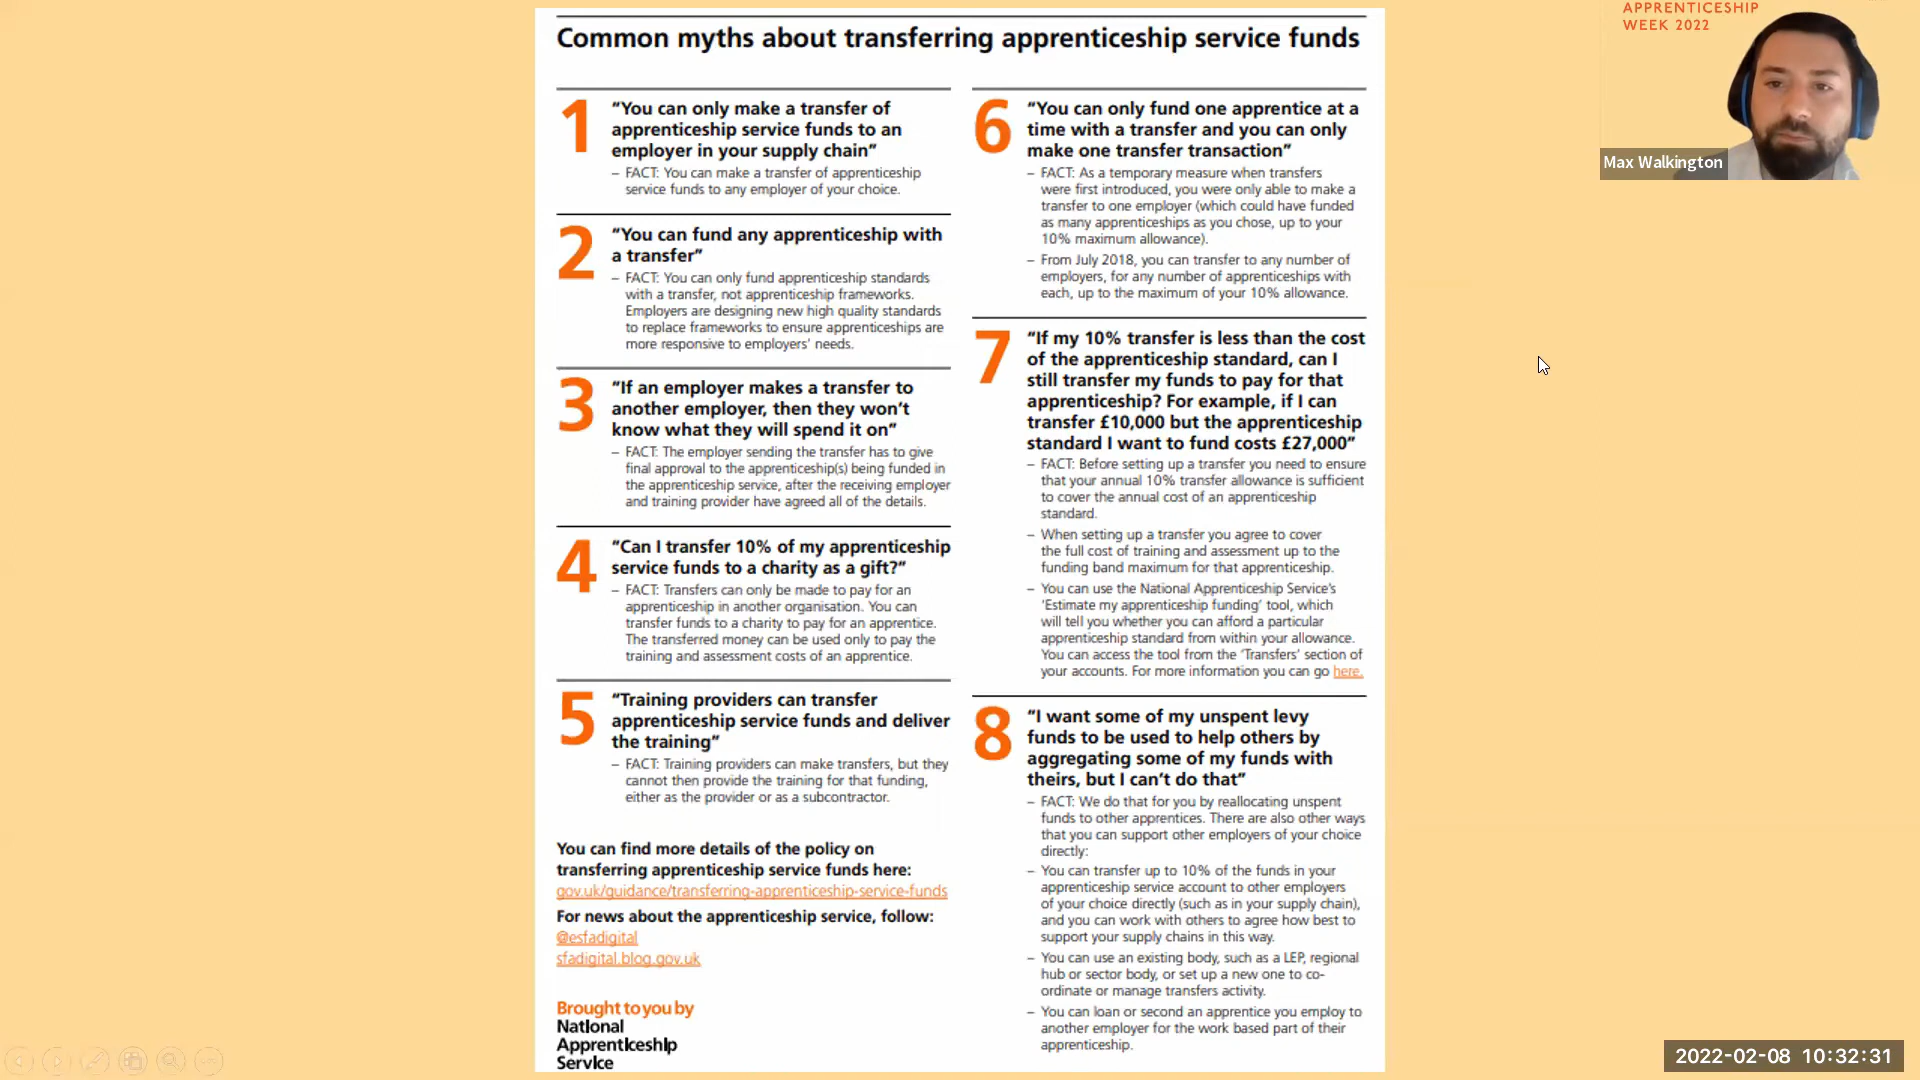 Common myths about transferring apprenticeship service funds
1
“You can only make a transfer of
apprenticeship service funds to an
employer in your supply chain”
– FACT: You can make a transfer of apprenticeship
service funds to any employer of your choice.
2
“You can fund any apprenticeship with
a transfer”
– FACT: You can only fund apprenticeship standards
with a transfer, not apprenticeship frameworks.
Employers are designing new high quality standards
to replace frameworks to ensure apprenticeships are
more responsive to employers’ needs.
3
“If an employer makes a transfer to
another employer, then they won’t
know what they will spend it on”
– FACT: The employer sending the transfer has to give
final approval to the apprenticeship(s) being funded in
the apprenticeship service, after the receiving employer
and training provider have agreed all of the details.
4
“Can I transfer 10% of my apprenticeship
service funds to a charity as a gift?”
– FACT: Transfers can only be made to pay for an
apprenticeship in another organisation. You can
transfer funds to a charity to pay for an apprentice.
The transferred money can be used only to pay the
training and assessment costs of an apprentice.
5
“Training providers can transfer
apprenticeship service funds and deliver
the training”
– FACT: Training providers can make transfers, but they
cannot then provide the training for that funding,
either as the provider or as a subcontractor.
You can find more details of the policy on
transferring apprenticeship service funds here:
gov.uk/guidance/transferring-apprenticeship-service-funds
For news about the apprenticeship service, follow:
@esfadigital
sfadigital.blog.gov.uk
Brought to you by
National
Apprenticeship
Service
6
“You can only fund one apprentice at a
time with a transfer and you can only
make one transfer transaction”
– FACT: As a temporary measure when transfers
were first introduced, you were only able to make a
transfer to one employer (which could have funded
as many apprenticeships as you chose, up to your
10% maximum allowance).
– From July 2018, you can transfer to any number of
employers, for any number of apprenticeships with
each, up to the maximum of your 10% allowance.
7
“If my 10% transfer is less than the cost
of the apprenticeship standard, can I
still transfer my funds to pay for that
apprenticeship? For example, if I can
transfer £10,000 but the apprenticeship
standard I want to fund costs £27,000”
– FACT: Before setting up a transfer you need to ensure
that your annual 10% transfer allowance is sufficient
to cover the annual cost of an apprenticeship
standard.
– When setting up a transfer you agree to cover
the full cost of training and assessment up to the
funding band maximum for that apprenticeship.
– You can use the National Apprenticeship Service’s
‘Estimate my apprenticeship funding’ tool, which
will tell you whether you can afford a particular
apprenticeship standard from within your allowance.
You can access the tool from the ‘Transfers’ section of
your accounts. For more information you can go here.
8
“I want some of my unspent levy
funds to be used to help others by
aggregating some of my funds with
theirs, but I can’t do that”
– FACT: We do that for you by reallocating unspent
funds to other apprentices. There are also other ways
that you can support other employers of your choice
directly:
– You can transfer up to 10% of the funds in your
apprenticeship service account to other employers
of your choice directly (such as in your supply chain),
and you can work with others to agree how best to
support your supply chains in this way.
– You can use an existing body, such as a LEP, regional
hub or sector body, or set up a new one to co-
ordinate or manage transfers activity.
– You can loan or second an apprentice you employ to
another employer for the work based part of their
apprenticeship.
APPRENTICESHIP
WEEK 2022
Max Walkington
2022-02-08 10:32:31